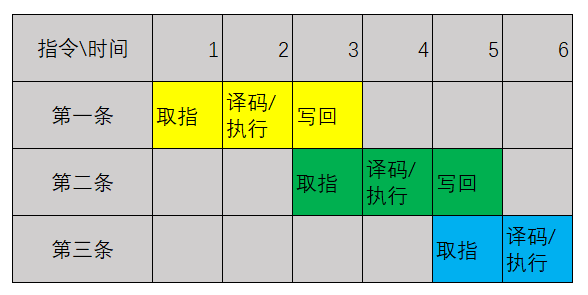 指令\时间 1 2 3 4 5 6
第一条 取指 译码/ 写回
执行
第二条 取指 译码/ 写回
执行
第三条 取指 译码/
执行